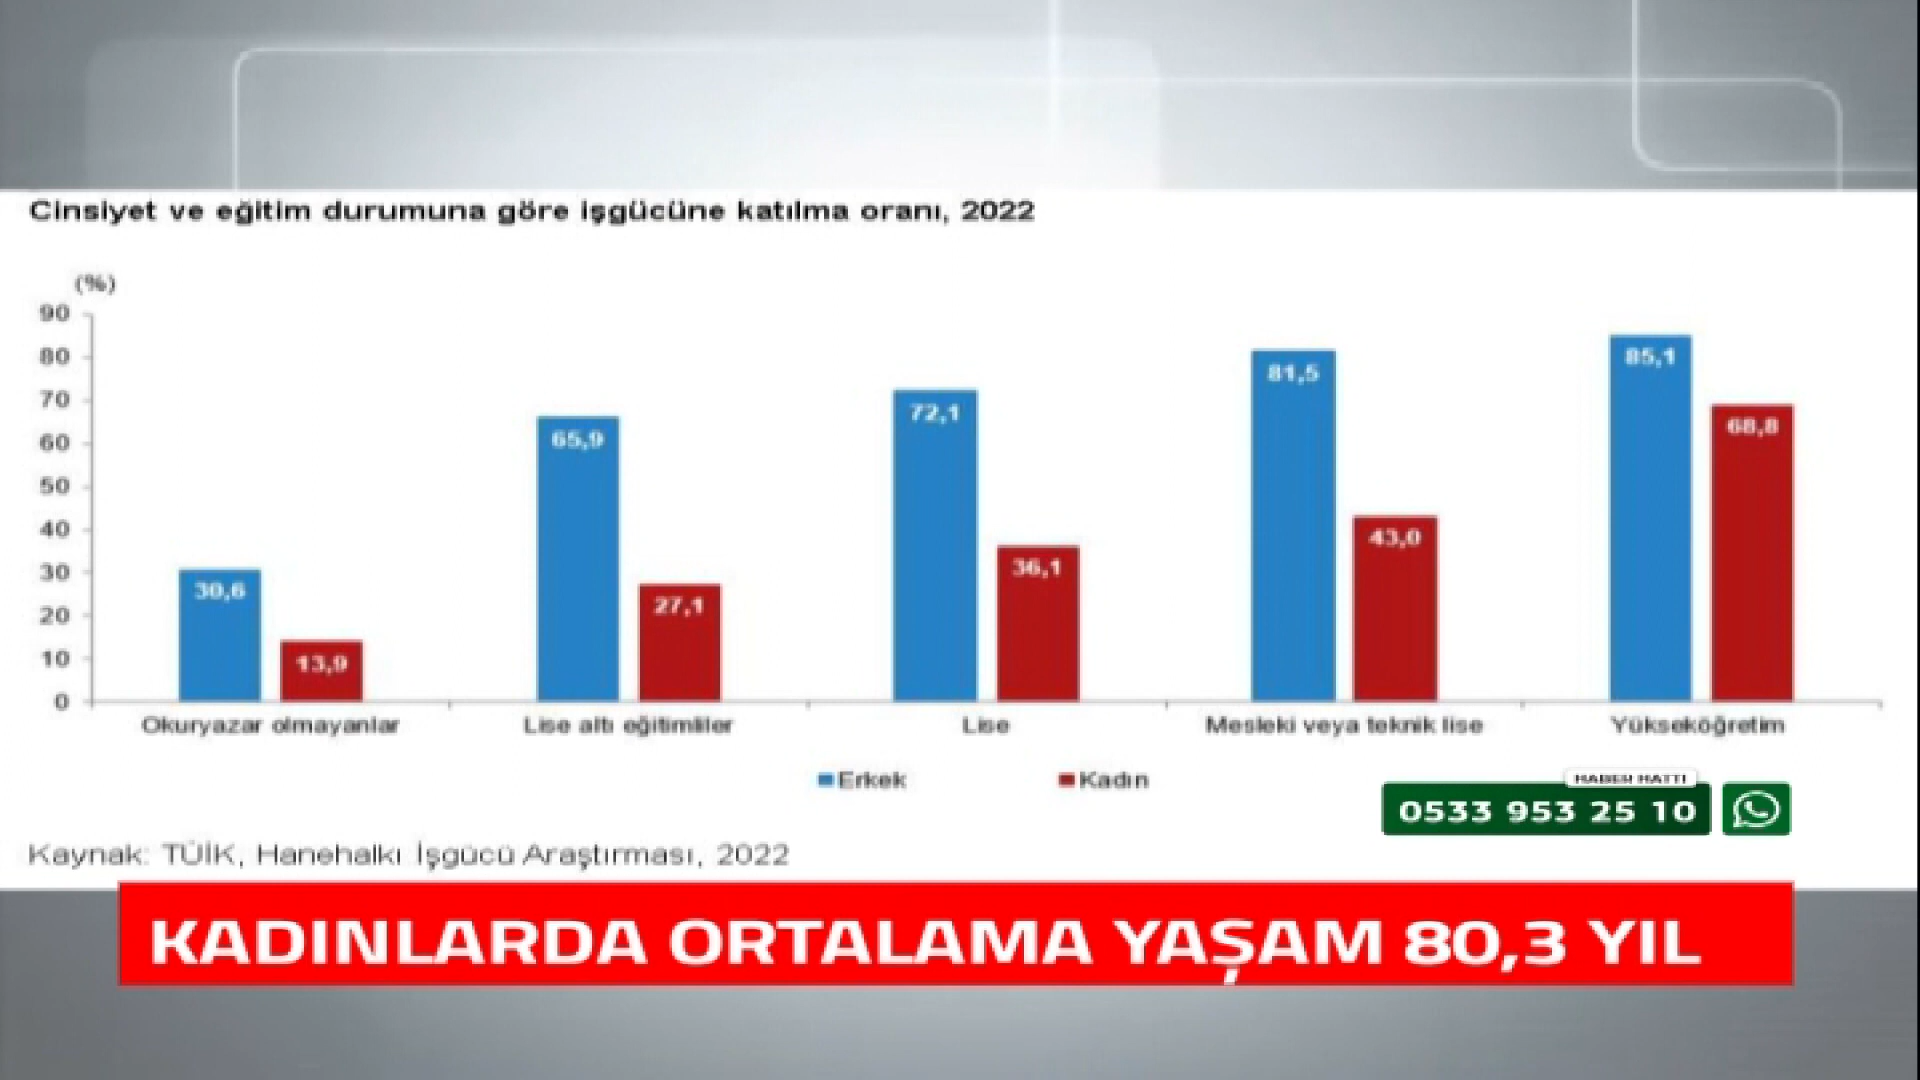 Cinsiyet ve eğitim durumuna göre işgücüne katılma oranı, 2022
(%)
90
80
70
60
50
40
30
20
10
0
30,6
13,9
65,9
27,1
72,1
36,1
81,5
43,0
85,1
68,8
Okuryazar olmayanlar
Lise altı eğitimliler
Lise
Mesleki veya teknik lise
Yükseköğretim
Erkek
Kadın
HABER HATTI
0533 953 25 10
Kaynak: TÜİK, Hanehalkı İşgücü Araştırması, 2022
KADINLARDA ORTALAMA YAŞAM 80,3 YIL